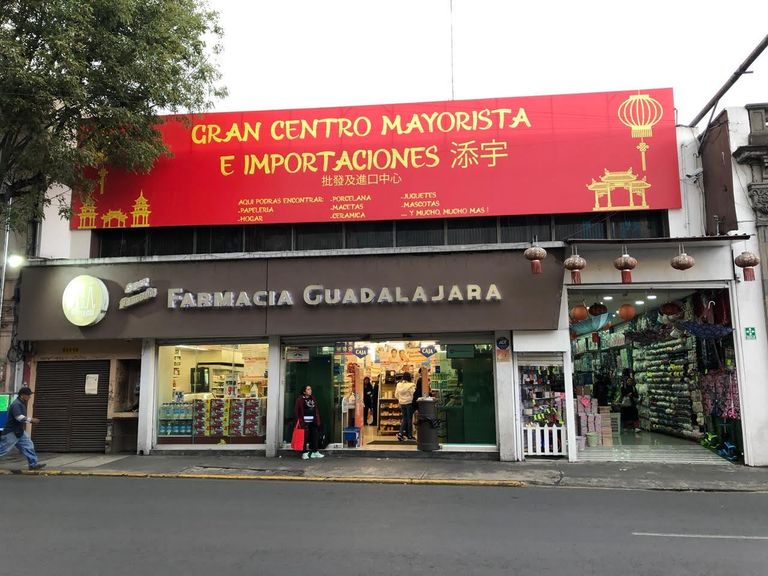 GRAN CENTRO MAYORISTA
E IMPORTACIONES 添宇
批發及進口中心
AQUI PODRAS ENCONTRAR:
-PAPELERIA
-HOGAR
-PORCELANA
-MACETAS
-CERAMICA
-JUGUETES
-MASCOTAS
... Y MUCHO, MUCHO MAS !
FARMACIA GUADALAJARA
CAJA
CAJA